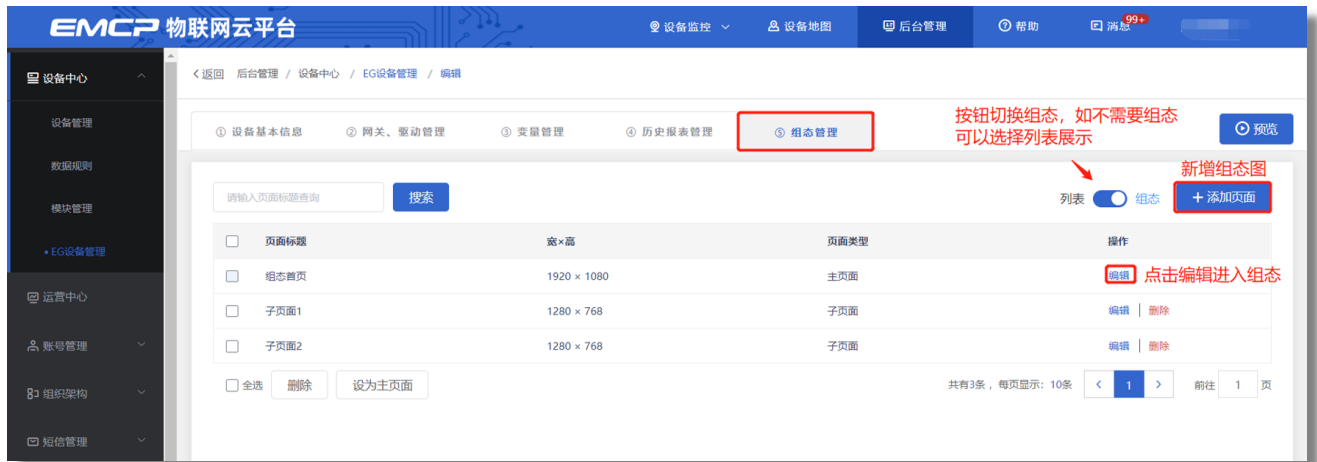 EMCP 物联网云平台
设备监控
设备地图
后台管理
帮助
消息
99+
设备中心
设备管理
数据规则
模块管理
• EG设备管理
运营中心
账号管理
组织架构
短信管理
返回 后台管理 / 设备中心 / EG设备管理 / 编辑
① 设备基本信息
② 网关、驱动管理
③ 变量管理
④ 历史报表管理
⑤ 组态管理
按钮切换组态，如不需要组态
可以选择列表展示
预览
新增组态图
请输入页面标题查询
搜索
列表
组态
+ 添加页面
页面标题 宽×高 页面类型 操作
组态首页 1920 × 1080 主页面 编辑 点击编辑进入组态
子页面1 1280 × 768 子页面 编辑 | 删除
子页面2 1280 × 768 子页面 编辑 | 删除
全选 删除 设为主页面
共有3条，每页显示：10条 < 1 > 前往 1 页